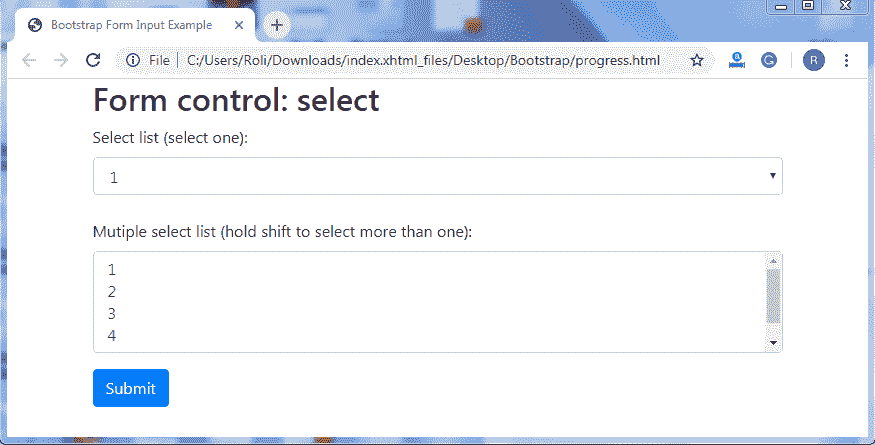 Bootstrap Form Input Example
File C:/Users/Roli/Downloads/index.xhtml_files/Desktop/Bootstrap/progress.html
R
Form control: select
Select list (select one):
1
Mutiple select list (hold shift to select more than one):
1
2
3
4
Submit